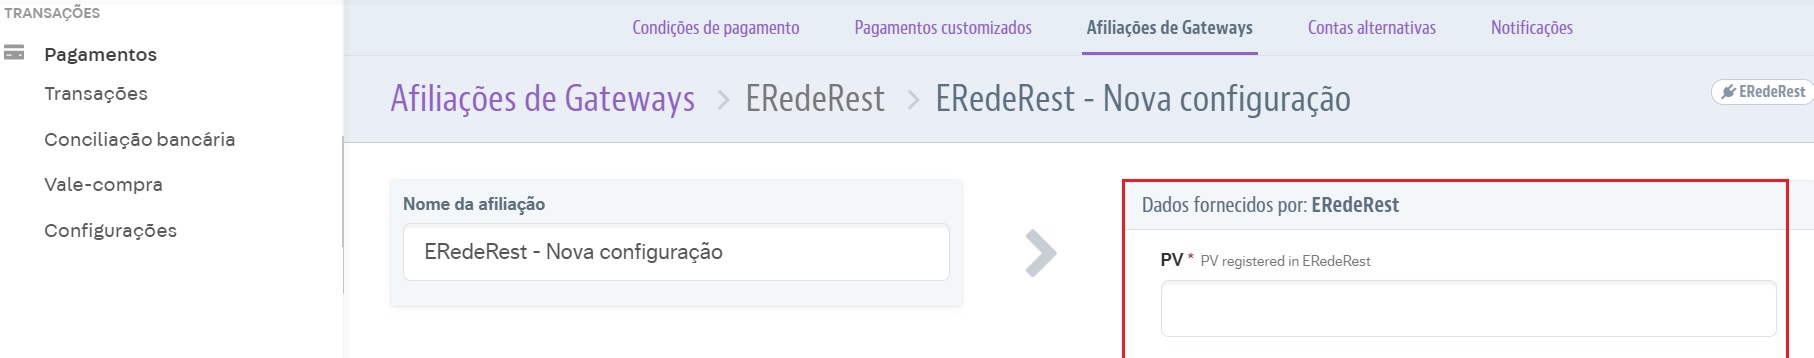 TRANSAÇÕES
Pagamentos
Transações
Conciliação bancária
Vale-compra
Configurações
Condições de pagamento Pagamentos customizados Afiliações de Gateways Contas alternativas Notificações
Afiliações de Gateways > ERedeRest > ERedeRest - Nova configuração
ERedeRest
Nome da afiliação
ERedeRest - Nova configuração
Dados fornecidos por: ERedeRest
PV * PV registered in ERedeRest